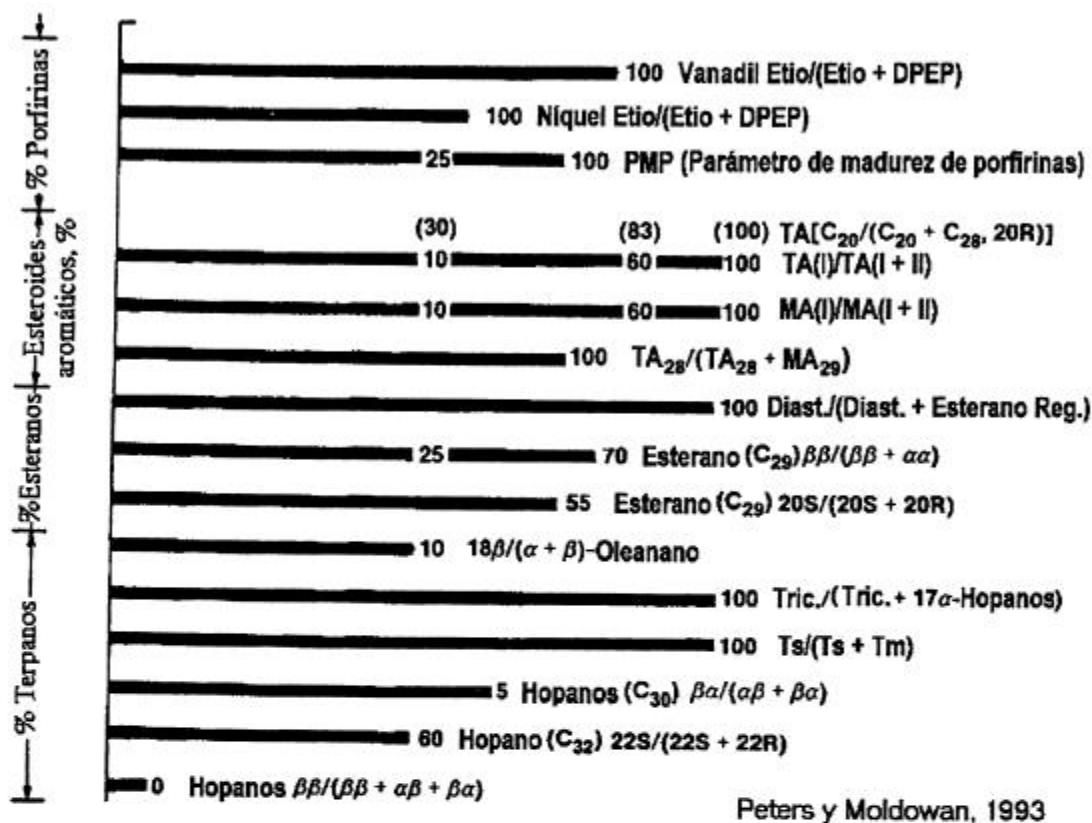 % Porfirinas
Esteroides
aromáticos, %
%Esteranos
% Terpanos
100 Vanadil Etio/(Etio + DPEP)
100 Níquel Etio/(Etio + DPEP)
25 100 PMP (Parámetro de madurez de porfirinas)
(30) (83) (100) TA[C₂₀/(C₂₀ + C₂₈, 20R)]
10 60 100 TA(I)/TA(I + II)
10 60 100 MA(I)/MA(I + II)
100 TA₂₈/(TA₂₈ + MA₂₉)
100 Diast./(Diast. + Esterano Reg.)
25 70 Esterano (C₂₉) ββ/(ββ + αα)
55 Esterano (C₂₉) 20S/(20S + 20R)
10 18β/(α + β)-Oleanano
100 Tric./(Tric. + 17α-Hopanos)
100 Ts/(Ts + Tm)
5 Hopanos (C₃₀) βα/(αβ + βα)
60 Hopano (C₃₂) 22S/(22S + 22R)
0 Hopanos ββ/(ββ + αβ + βα)
Peters y Moldowan, 1993